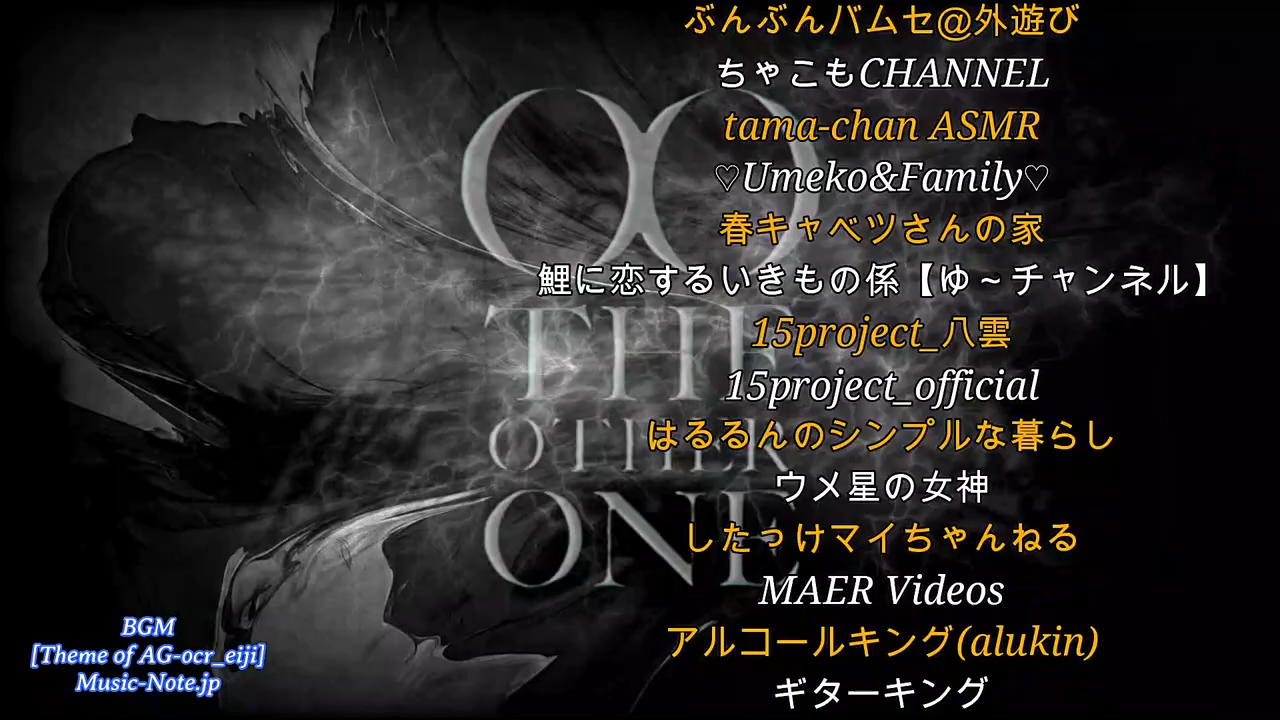 ぶんぶんバムセ@外遊び
ちゃこもCHANNEL
tama-chan ASMR
♡Umeko&Family♡
春キャベツさんの家
鯉に恋するいきもの係【ゆ～チャンネル】
15project_八雲
15project_official
はるるんのシンプルな暮らし
ウメ星の女神
したっけマイちゃんねる
MAER Videos
アルコールキング(alukin)
ギターキング
THE
OTHER
ONE
BGM
[Theme of AG-ocr_eiji]
Music-Note.jp